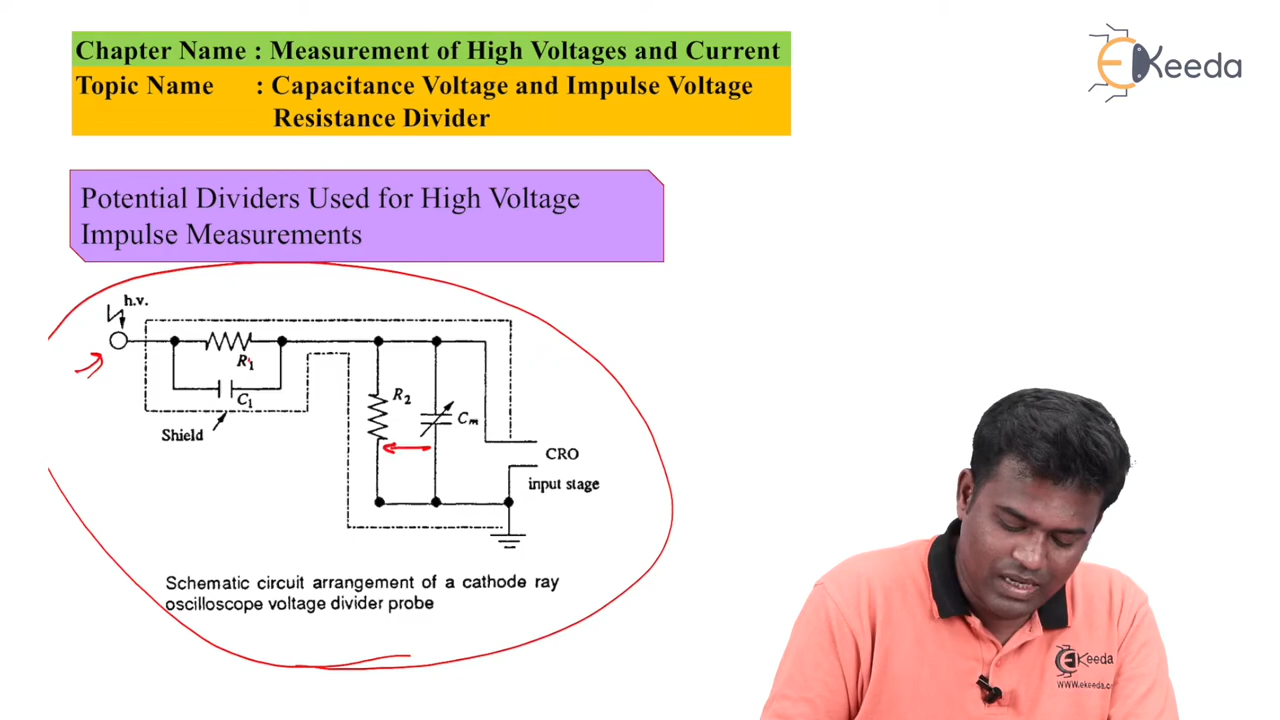 Chapter Name : Measurement of High Voltages and Current
Topic Name : Capacitance Voltage and Impulse Voltage
Resistance Divider
EKeeda
Potential Dividers Used for High Voltage
Impulse Measurements
h.v.
R1
C1
Shield
R2
Cm
CRO
input stage
Schematic circuit arrangement of a cathode ray
oscilloscope voltage divider probe
EKeeda